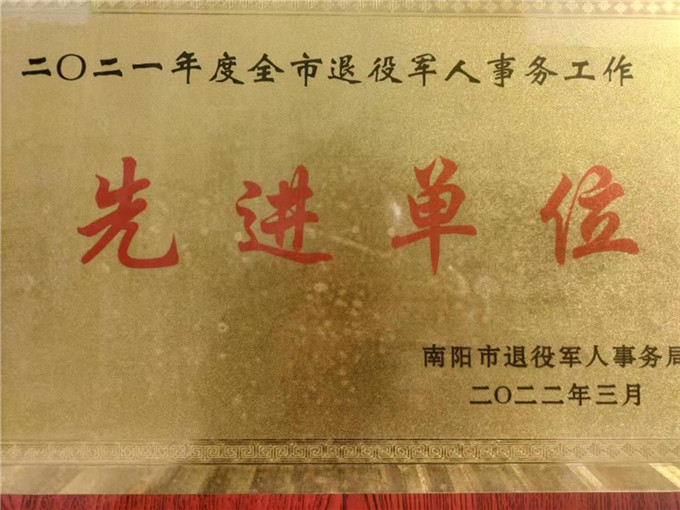 二〇二一年度全市退役军人事务工作
先进单位
南阳市退役军人事务局
二〇二二年三月